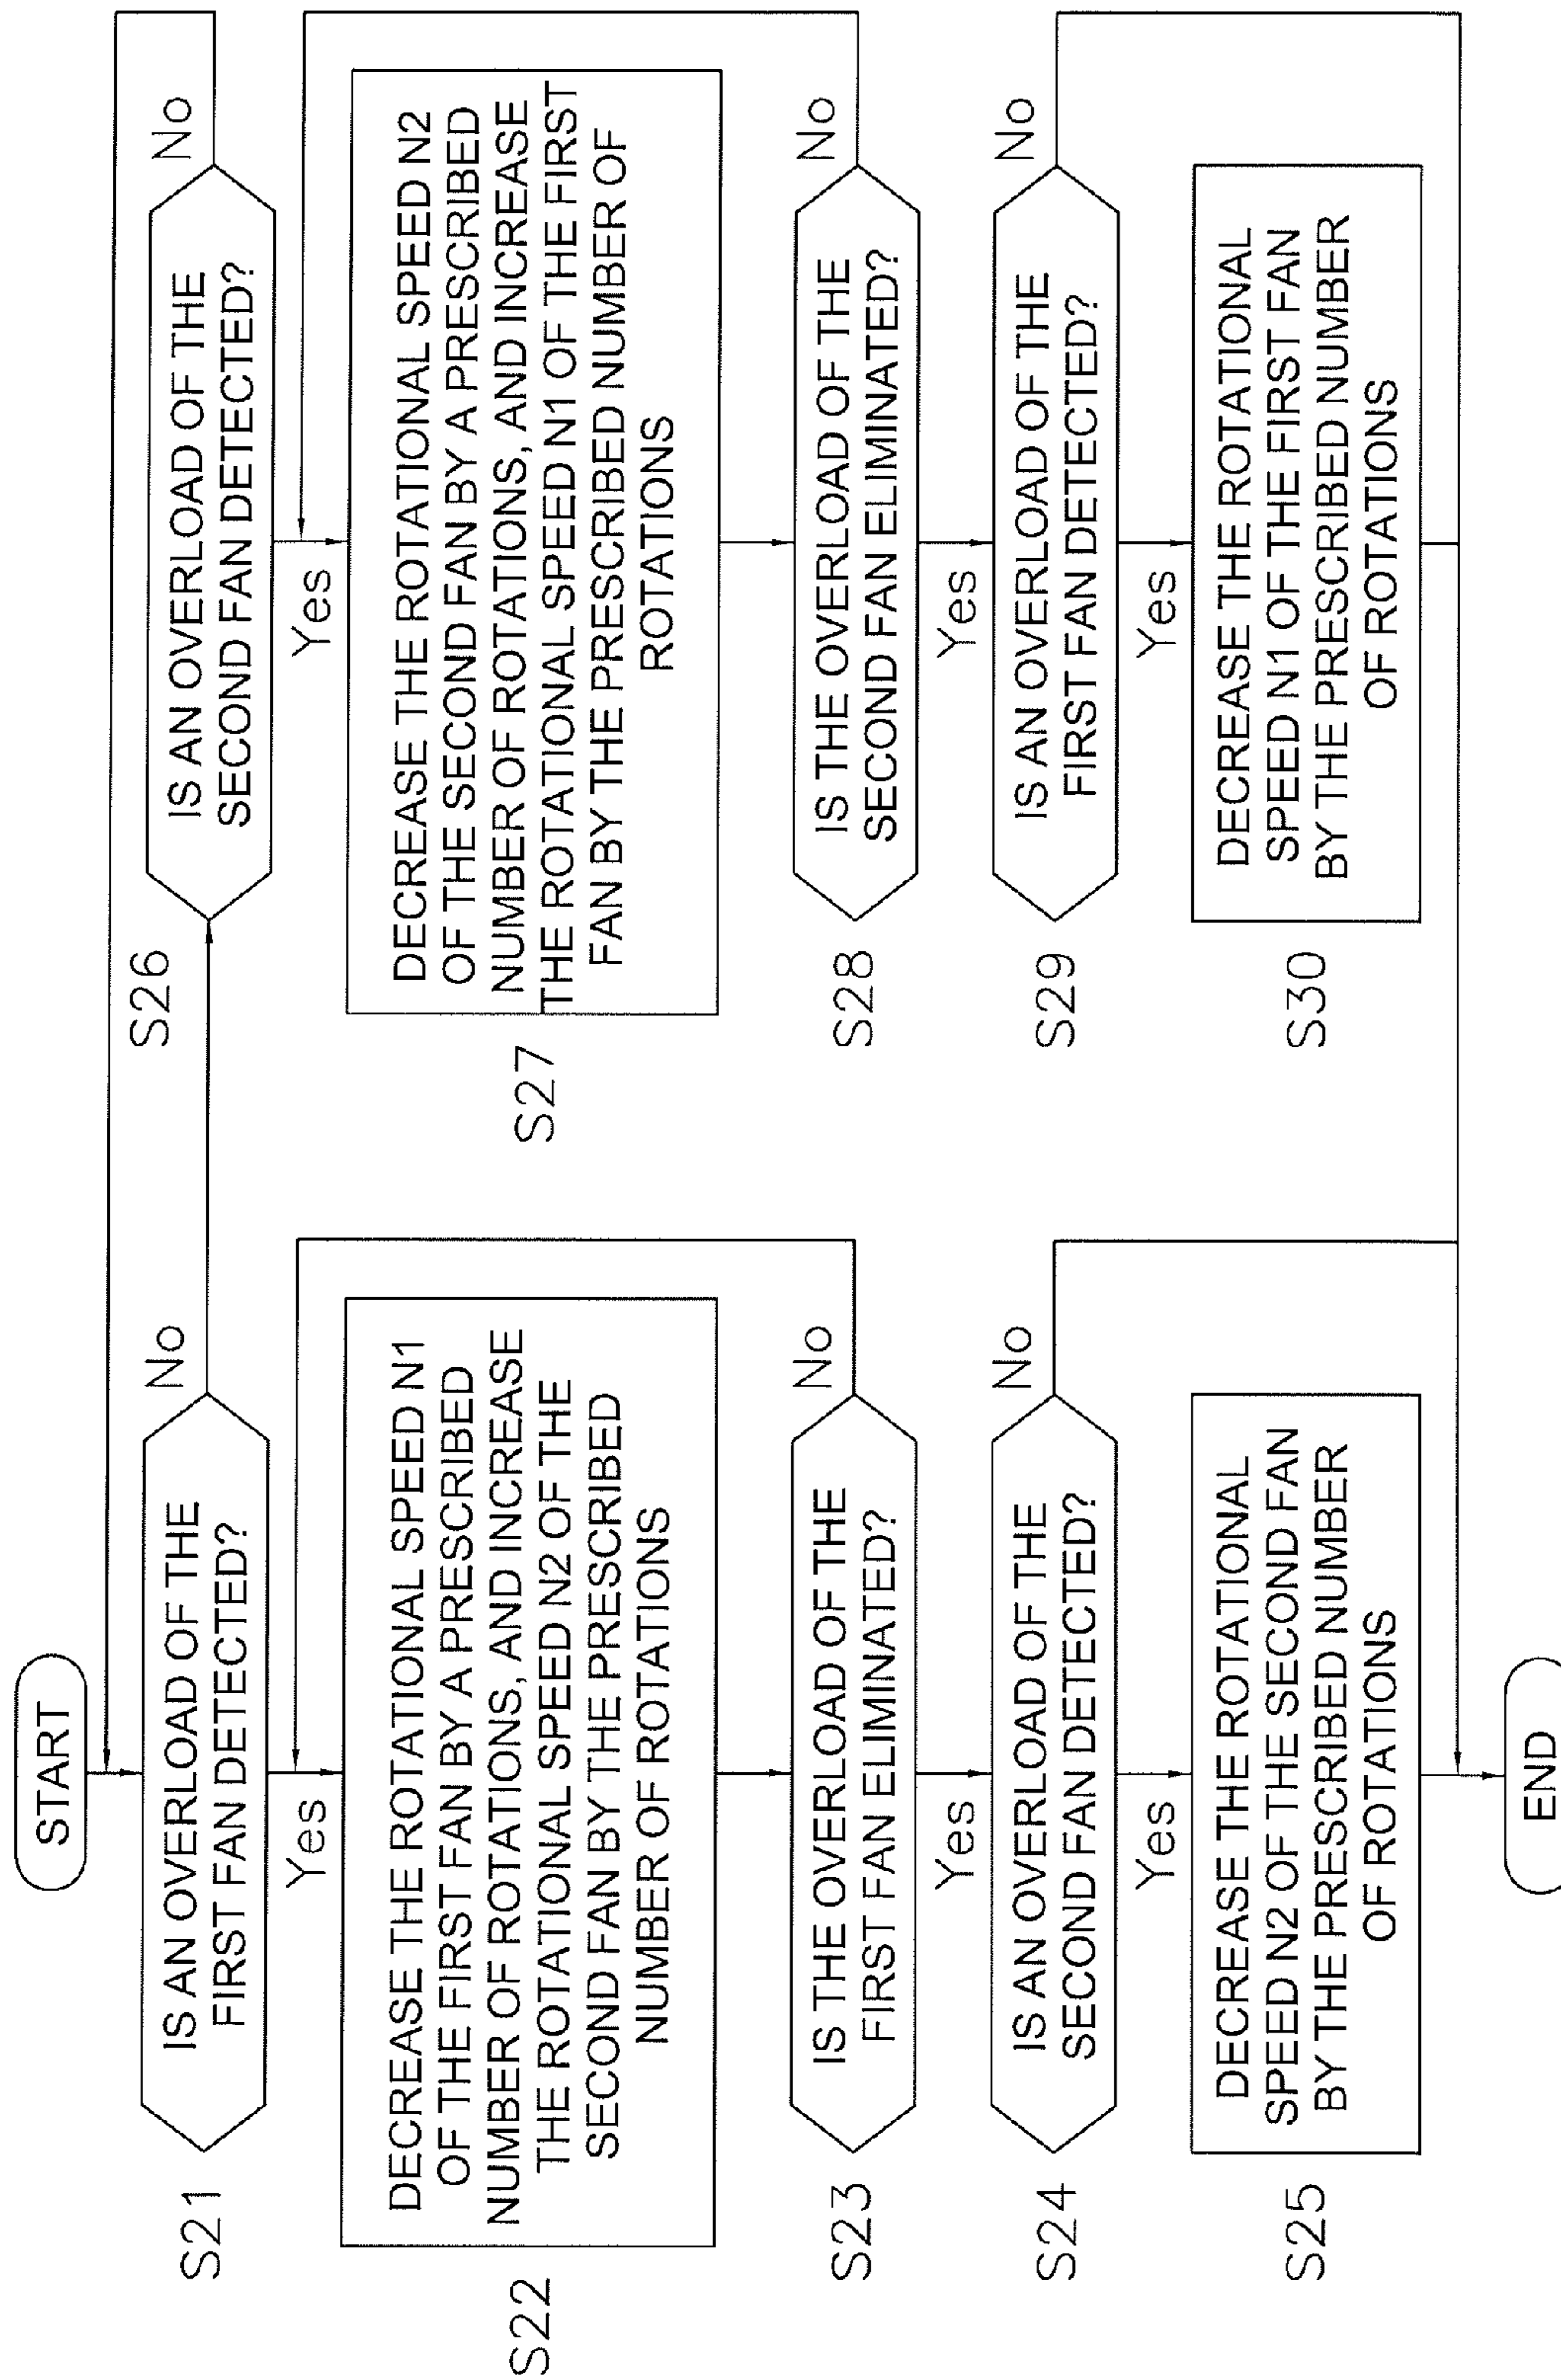 START
S21
IS AN OVERLOAD OF THE
FIRST FAN DETECTED?
No
Yes
S22
DECREASE THE ROTATIONAL SPEED N1
OF THE FIRST FAN BY A PRESCRIBED
NUMBER OF ROTATIONS, AND INCREASE
THE ROTATIONAL SPEED N2 OF THE
SECOND FAN BY THE PRESCRIBED
NUMBER OF ROTATIONS
S23
IS THE OVERLOAD OF THE
FIRST FAN ELIMINATED?
No
Yes
S24
IS AN OVERLOAD OF THE
SECOND FAN DETECTED?
No
Yes
S25
DECREASE THE ROTATIONAL
SPEED N2 OF THE SECOND FAN
BY THE PRESCRIBED NUMBER
OF ROTATIONS
END
S26
IS AN OVERLOAD OF THE
SECOND FAN DETECTED?
No
Yes
S27
DECREASE THE ROTATIONAL SPEED N2
OF THE SECOND FAN BY A PRESCRIBED
NUMBER OF ROTATIONS, AND INCREASE
THE ROTATIONAL SPEED N1 OF THE FIRST
FAN BY THE PRESCRIBED NUMBER OF
ROTATIONS
S28
IS THE OVERLOAD OF THE
SECOND FAN ELIMINATED?
No
Yes
S29
IS AN OVERLOAD OF THE
FIRST FAN DETECTED?
No
Yes
S30
DECREASE THE ROTATIONAL
SPEED N1 OF THE FIRST FAN
BY THE PRESCRIBED NUMBER
OF ROTATIONS